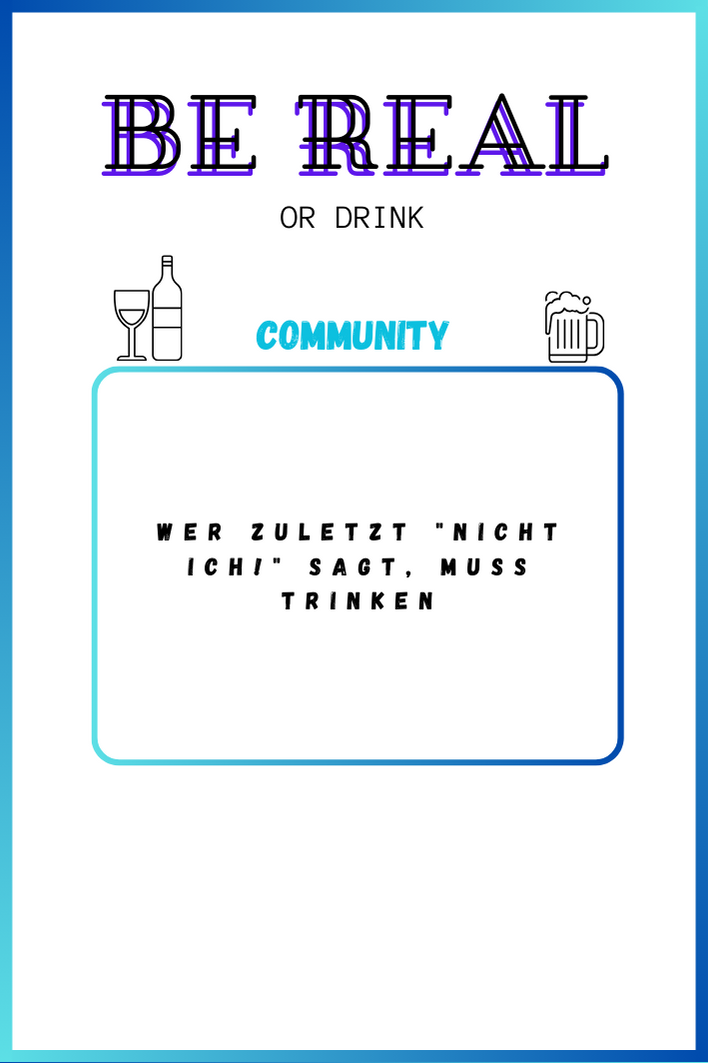 BE REAL
OR DRINK
COMMUNITY
WER ZULETZT "NICHT
ICH!" SAGT, MUSS
TRINKEN